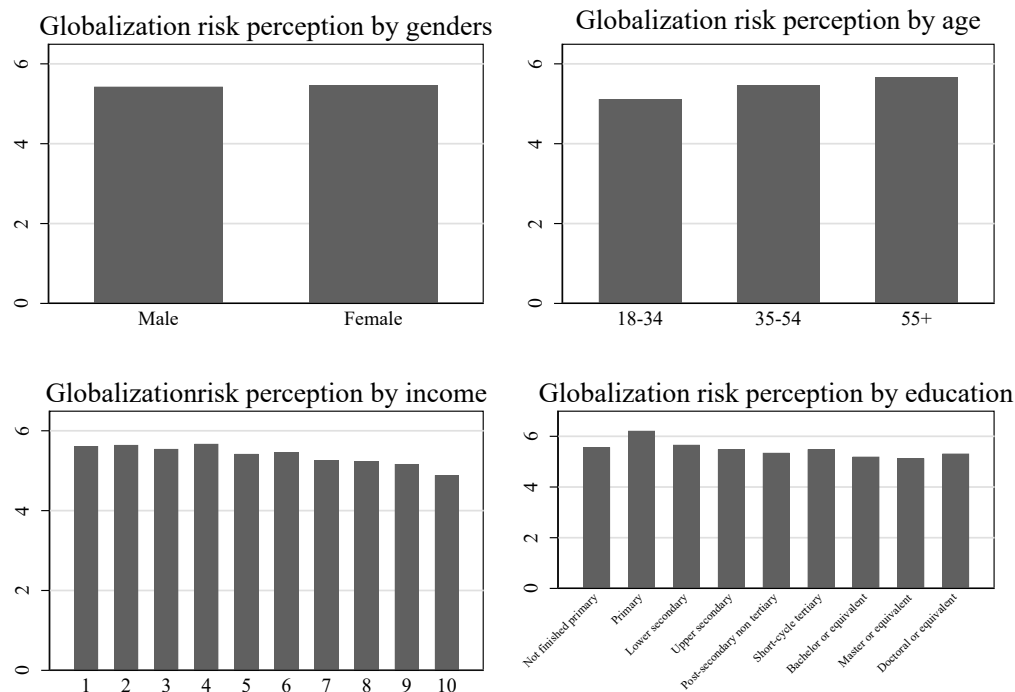 Globalization risk perception by genders
6
4
2
0
Male Female
Globalization risk perception by age
6
4
2
0
18-34 35-54 55+
Globalizationrisk perception by income
6
4
2
0
1 2 3 4 5 6 7 8 9 10
Globalization risk perception by education
6
4
2
0
Not finished primary
Primary
Lower secondary
Upper secondary
Post-secondary non tertiary
Short-cycle tertiary
Bachelor or equivalent
Master or equivalent
Doctoral or equivalent